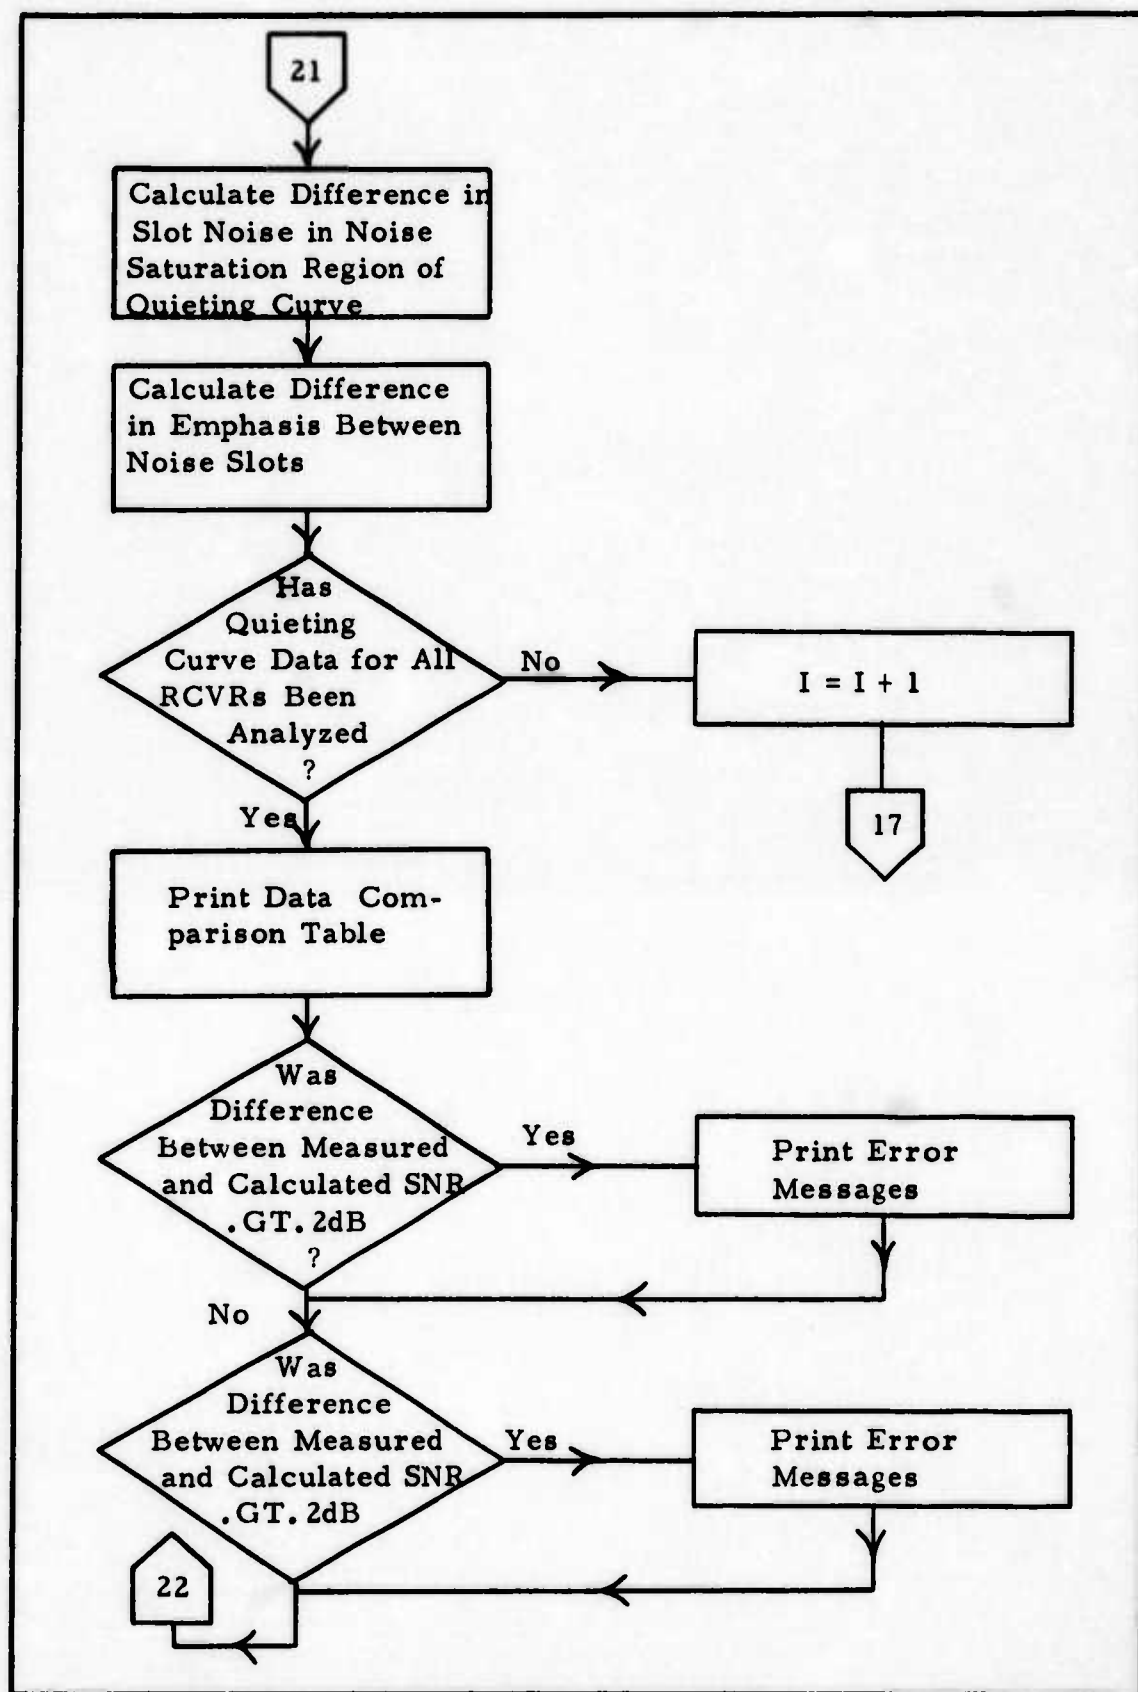 21
Calculate Difference in
Slot Noise in Noise
Saturation Region of
Quieting Curve
Calculate Difference
in Emphasis Between
Noise Slots
Has
Quieting
Curve Data for All
RCVRs Been
Analyzed
?
No
I = I + 1
17
Yes
Print Data Com-
parison Table
Was
Difference
Between Measured
and Calculated SNR
.GT. 2dB
?
Yes
Print Error
Messages
No
Was
Difference
Between Measured
and Calculated SNR
.GT. 2dB
Yes
Print Error
Messages
22